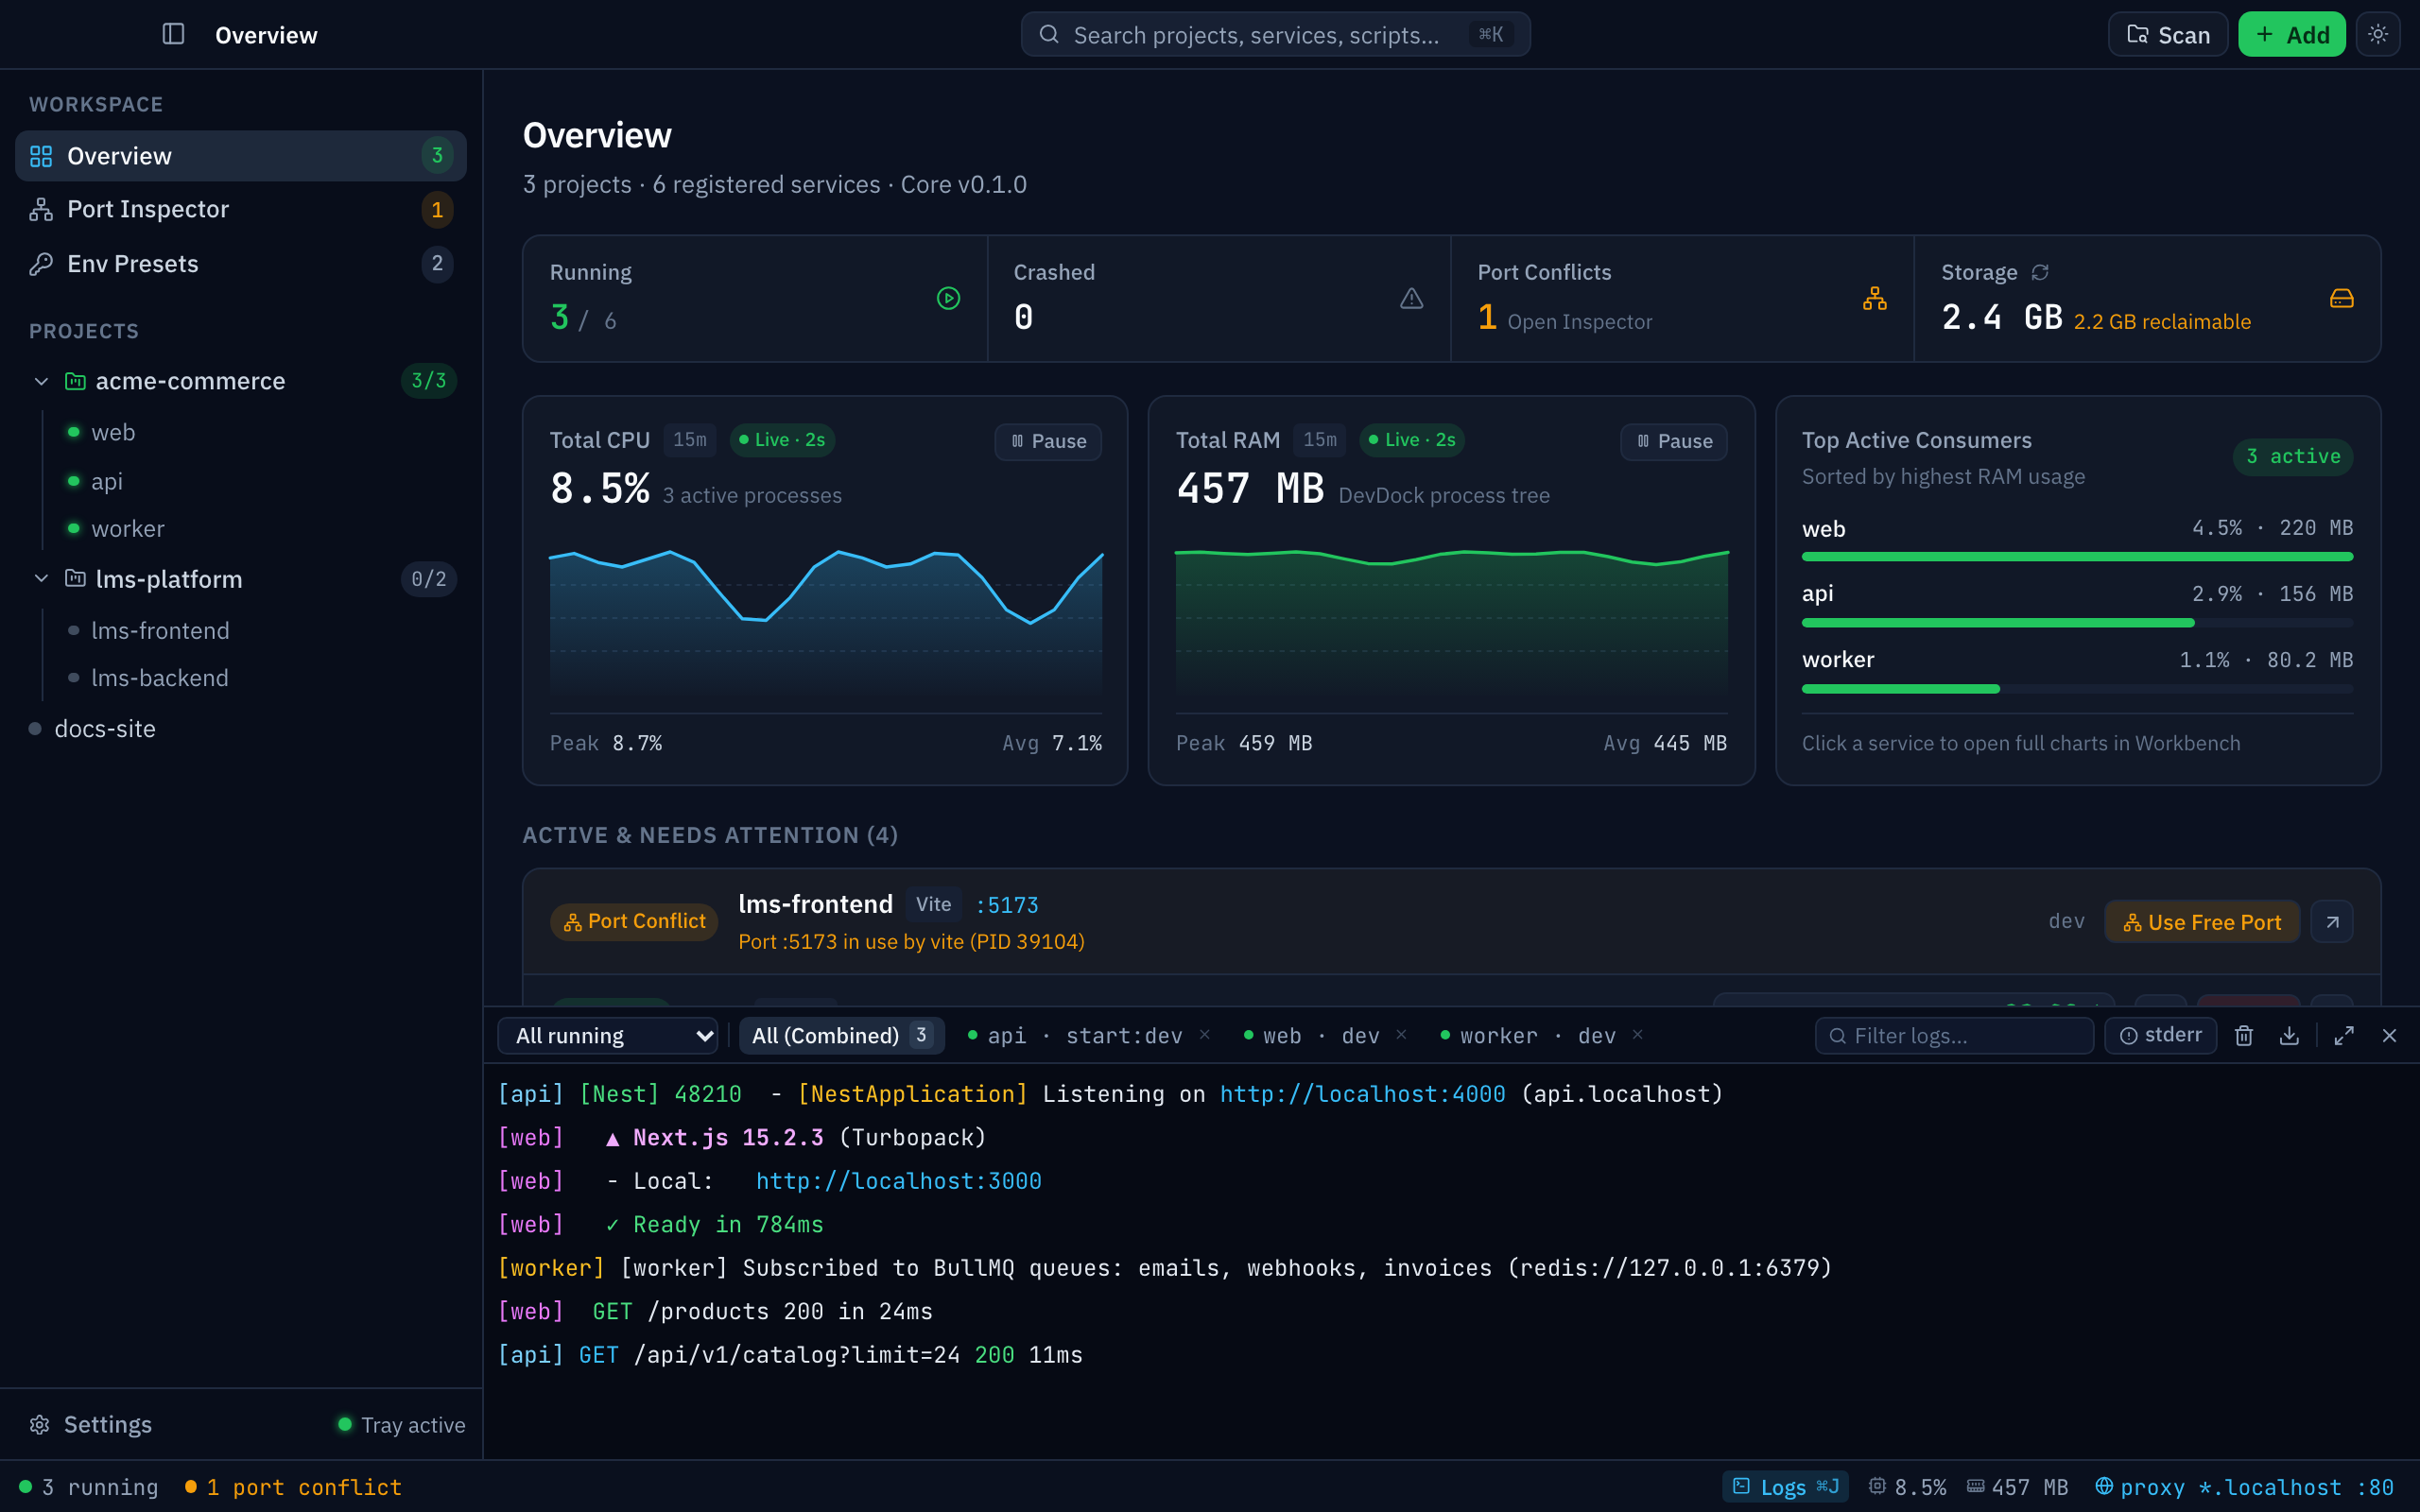 Overview
Search projects, services, scripts... ⌘K
Scan
+ Add
WORKSPACE
Overview 3
Port Inspector 1
Env Presets 2
PROJECTS
acme-commerce 3/3
web
api
worker
lms-platform 0/2
lms-frontend
lms-backend
docs-site
Settings
Tray active
Overview
3 projects · 6 registered services · Core v0.1.0
Running
3 / 6
Crashed
0
Port Conflicts
1 Open Inspector
Storage
2.4 GB 2.2 GB reclaimable
Total CPU 15m Live · 2s Pause
8.5% 3 active processes
Peak 8.7% Avg 7.1%
Total RAM 15m Live · 2s Pause
457 MB DevDock process tree
Peak 459 MB Avg 445 MB
Top Active Consumers
Sorted by highest RAM usage
3 active
web 4.5% · 220 MB
api 2.9% · 156 MB
worker 1.1% · 80.2 MB
Click a service to open full charts in Workbench
ACTIVE & NEEDS ATTENTION (4)
Port Conflict
lms-frontend Vite :5173
Port :5173 in use by vite (PID 39104)
dev Use Free Port
All running
All (Combined) 3
api · start:dev ×
web · dev ×
worker · dev ×
Filter logs...
stderr
[api] [Nest] 48210  - [NestApplication] Listening on http://localhost:4000 (api.localhost)
[web]   ▲ Next.js 15.2.3 (Turbopack)
[web]   - Local:   http://localhost:3000
[web]   ✓ Ready in 784ms
[worker] [worker] Subscribed to BullMQ queues: emails, webhooks, invoices (redis://127.0.0.1:6379)
[web]  GET /products 200 in 24ms
[api] GET /api/v1/catalog?limit=24 200 11ms
3 running
1 port conflict
Logs ⌘J
8.5%
457 MB
proxy *.localhost :80